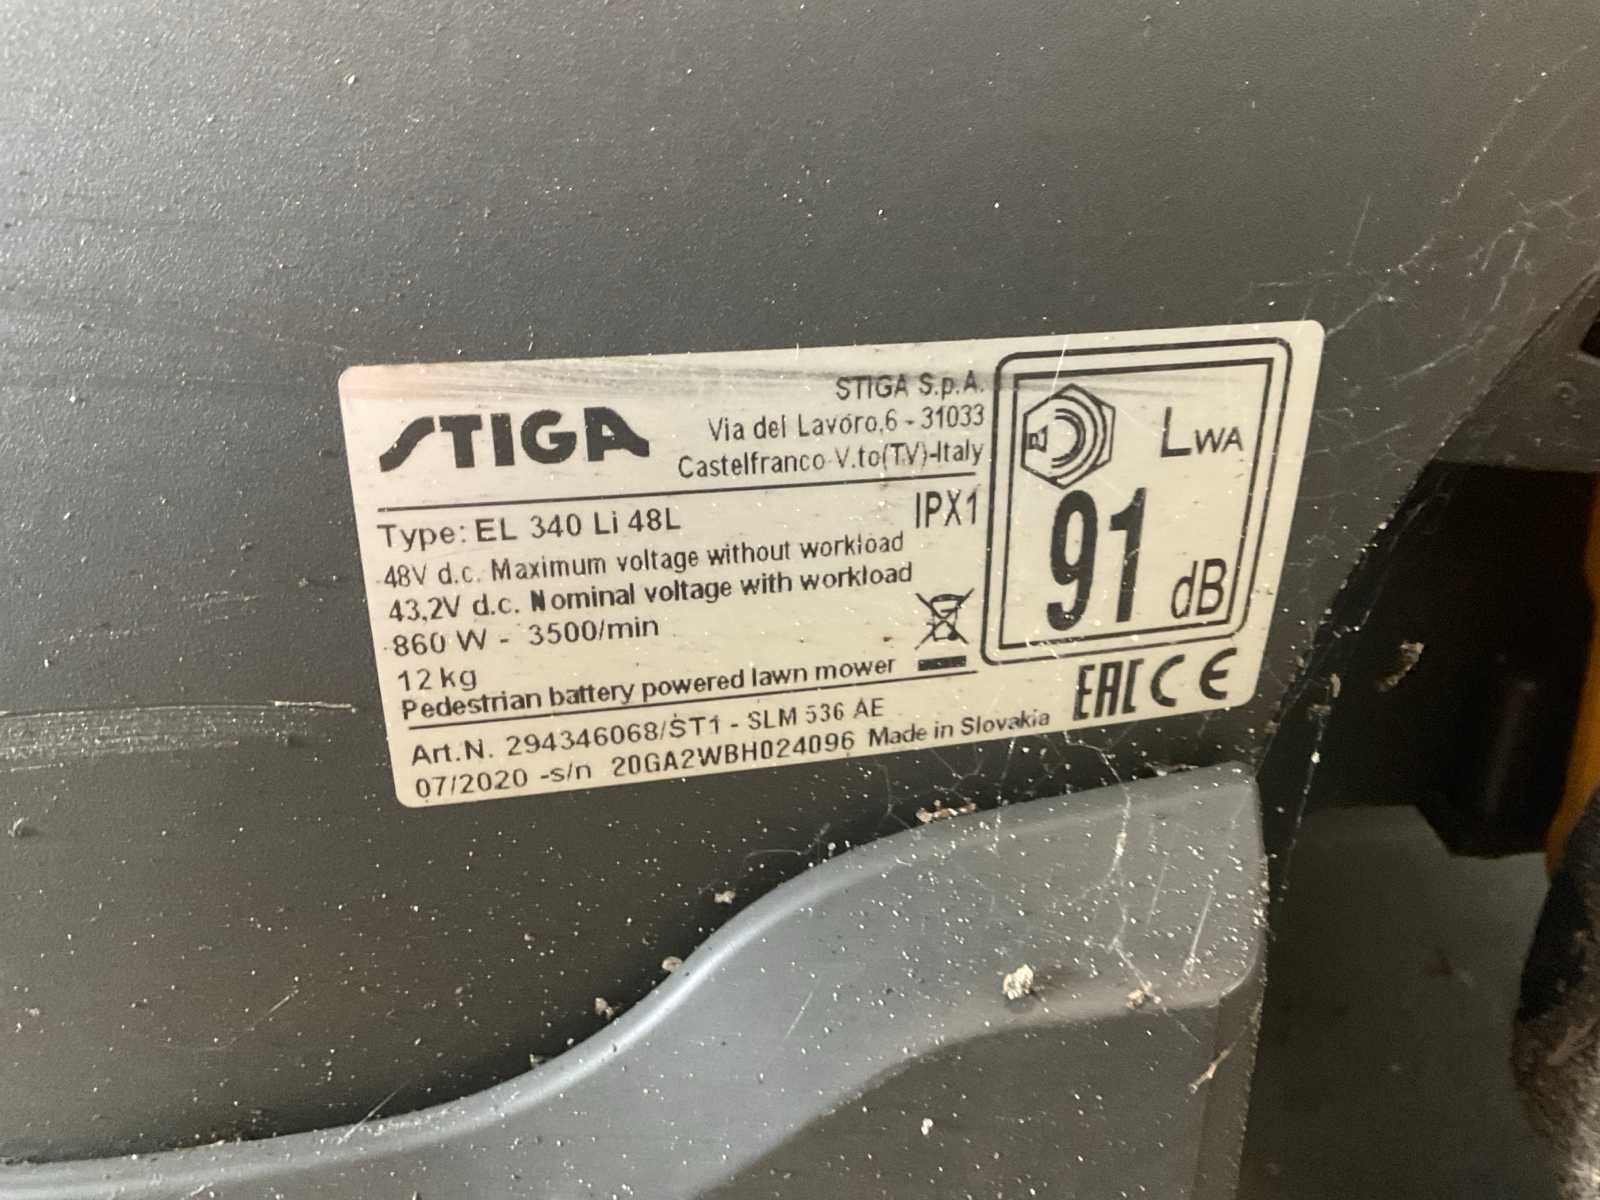 STIGA
STIGA S.p.A.
Via del Lavoro,6 - 31033
Castelfranco V.to(TV)-Italy
Type: EL 340 Li 48L
IPX1
48V d.c. Maximum voltage without workload
43,2V d.c. Nominal voltage with workload
860 W - 3500/min
12 kg
Pedestrian battery powered lawn mower
Art.N. 294346068/ST1 - SLM 536 AE
07/2020 -s/n 20GA2WBH024096 Made in Slovakia
LWA
91 dB
EAC CE